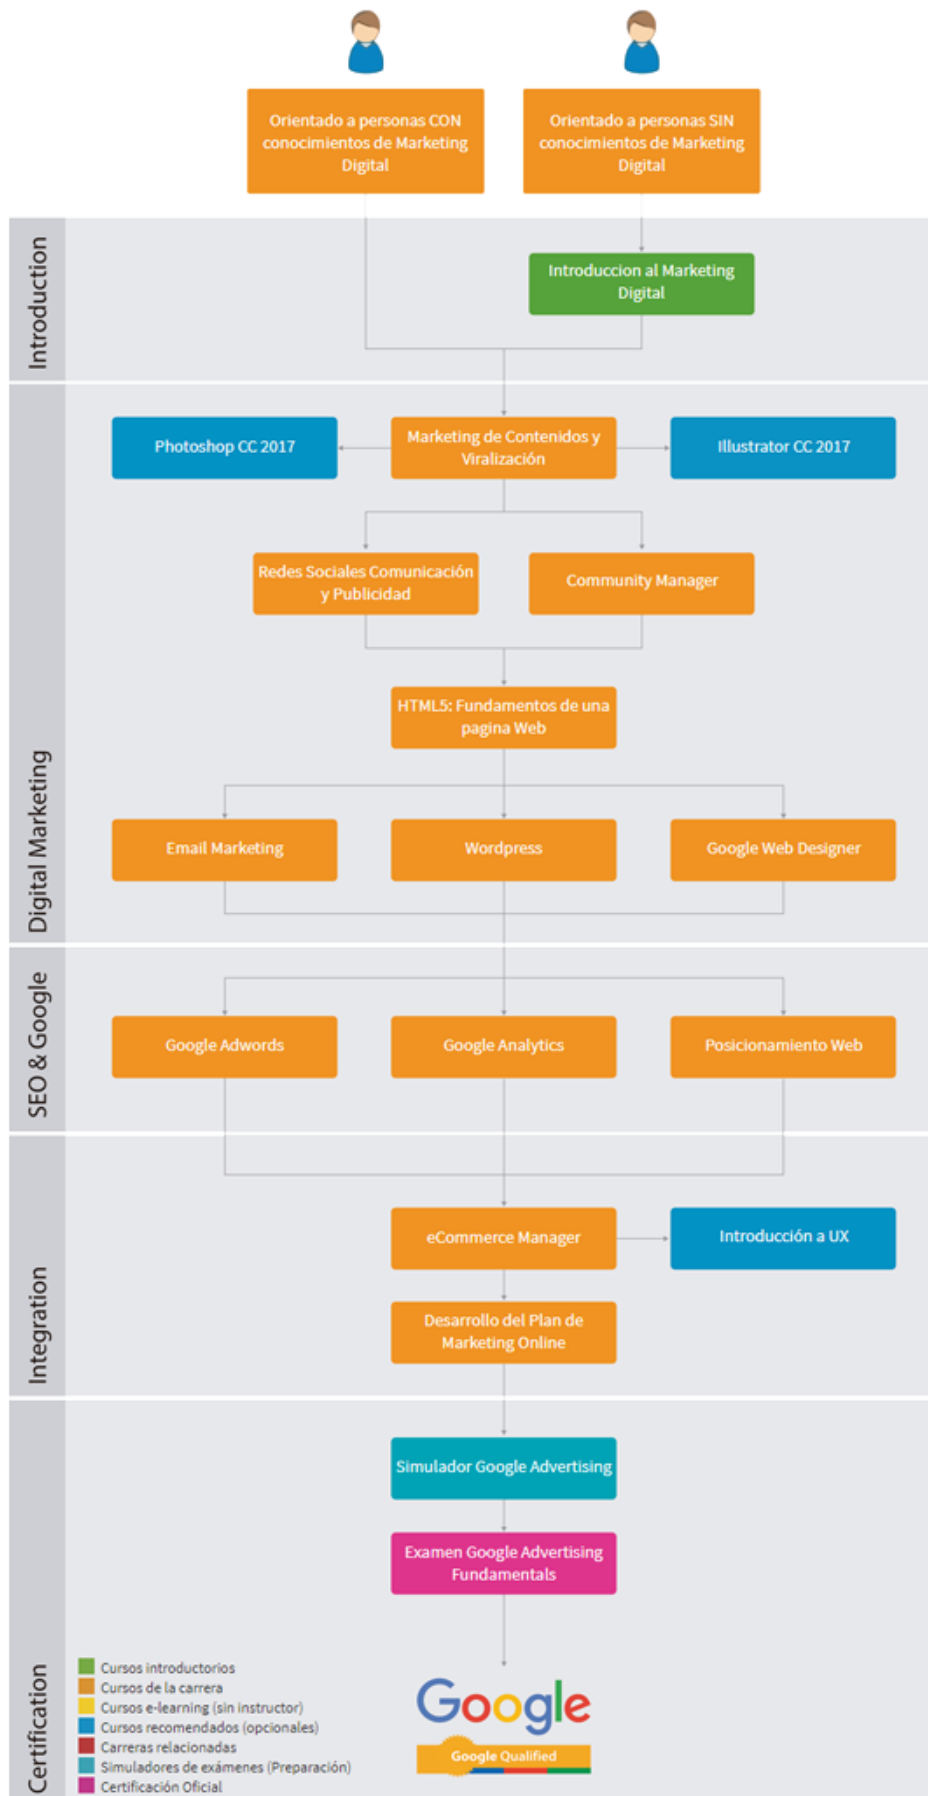 Orientado a personas CON
conocimientos de Marketing
Digital
Orientado a personas SIN
conocimientos de Marketing
Digital
Introduction
Introduccion al Marketing
Digital
Digital Marketing
Photoshop CC 2017
Marketing de Contenidos y
Viralización
Illustrator CC 2017
Redes Sociales Comunicación
y Publicidad
Community Manager
HTML5: Fundamentos de una
pagina Web
Email Marketing
Wordpress
Google Web Designer
SEO & Google
Google Adwords
Google Analytics
Posicionamiento Web
Integration
eCommerce Manager
Introducción a UX
Desarrollo del Plan de
Marketing Online
Certification
Simulador Google Advertising
Examen Google Advertising
Fundamentals
Cursos introductorios
Cursos de la carrera
Cursos e-learning (sin instructor)
Cursos recomendados (opcionales)
Carreras relacionadas
Simuladores de exámenes (Preparación)
Certificación Oficial
Google
Google Qualified